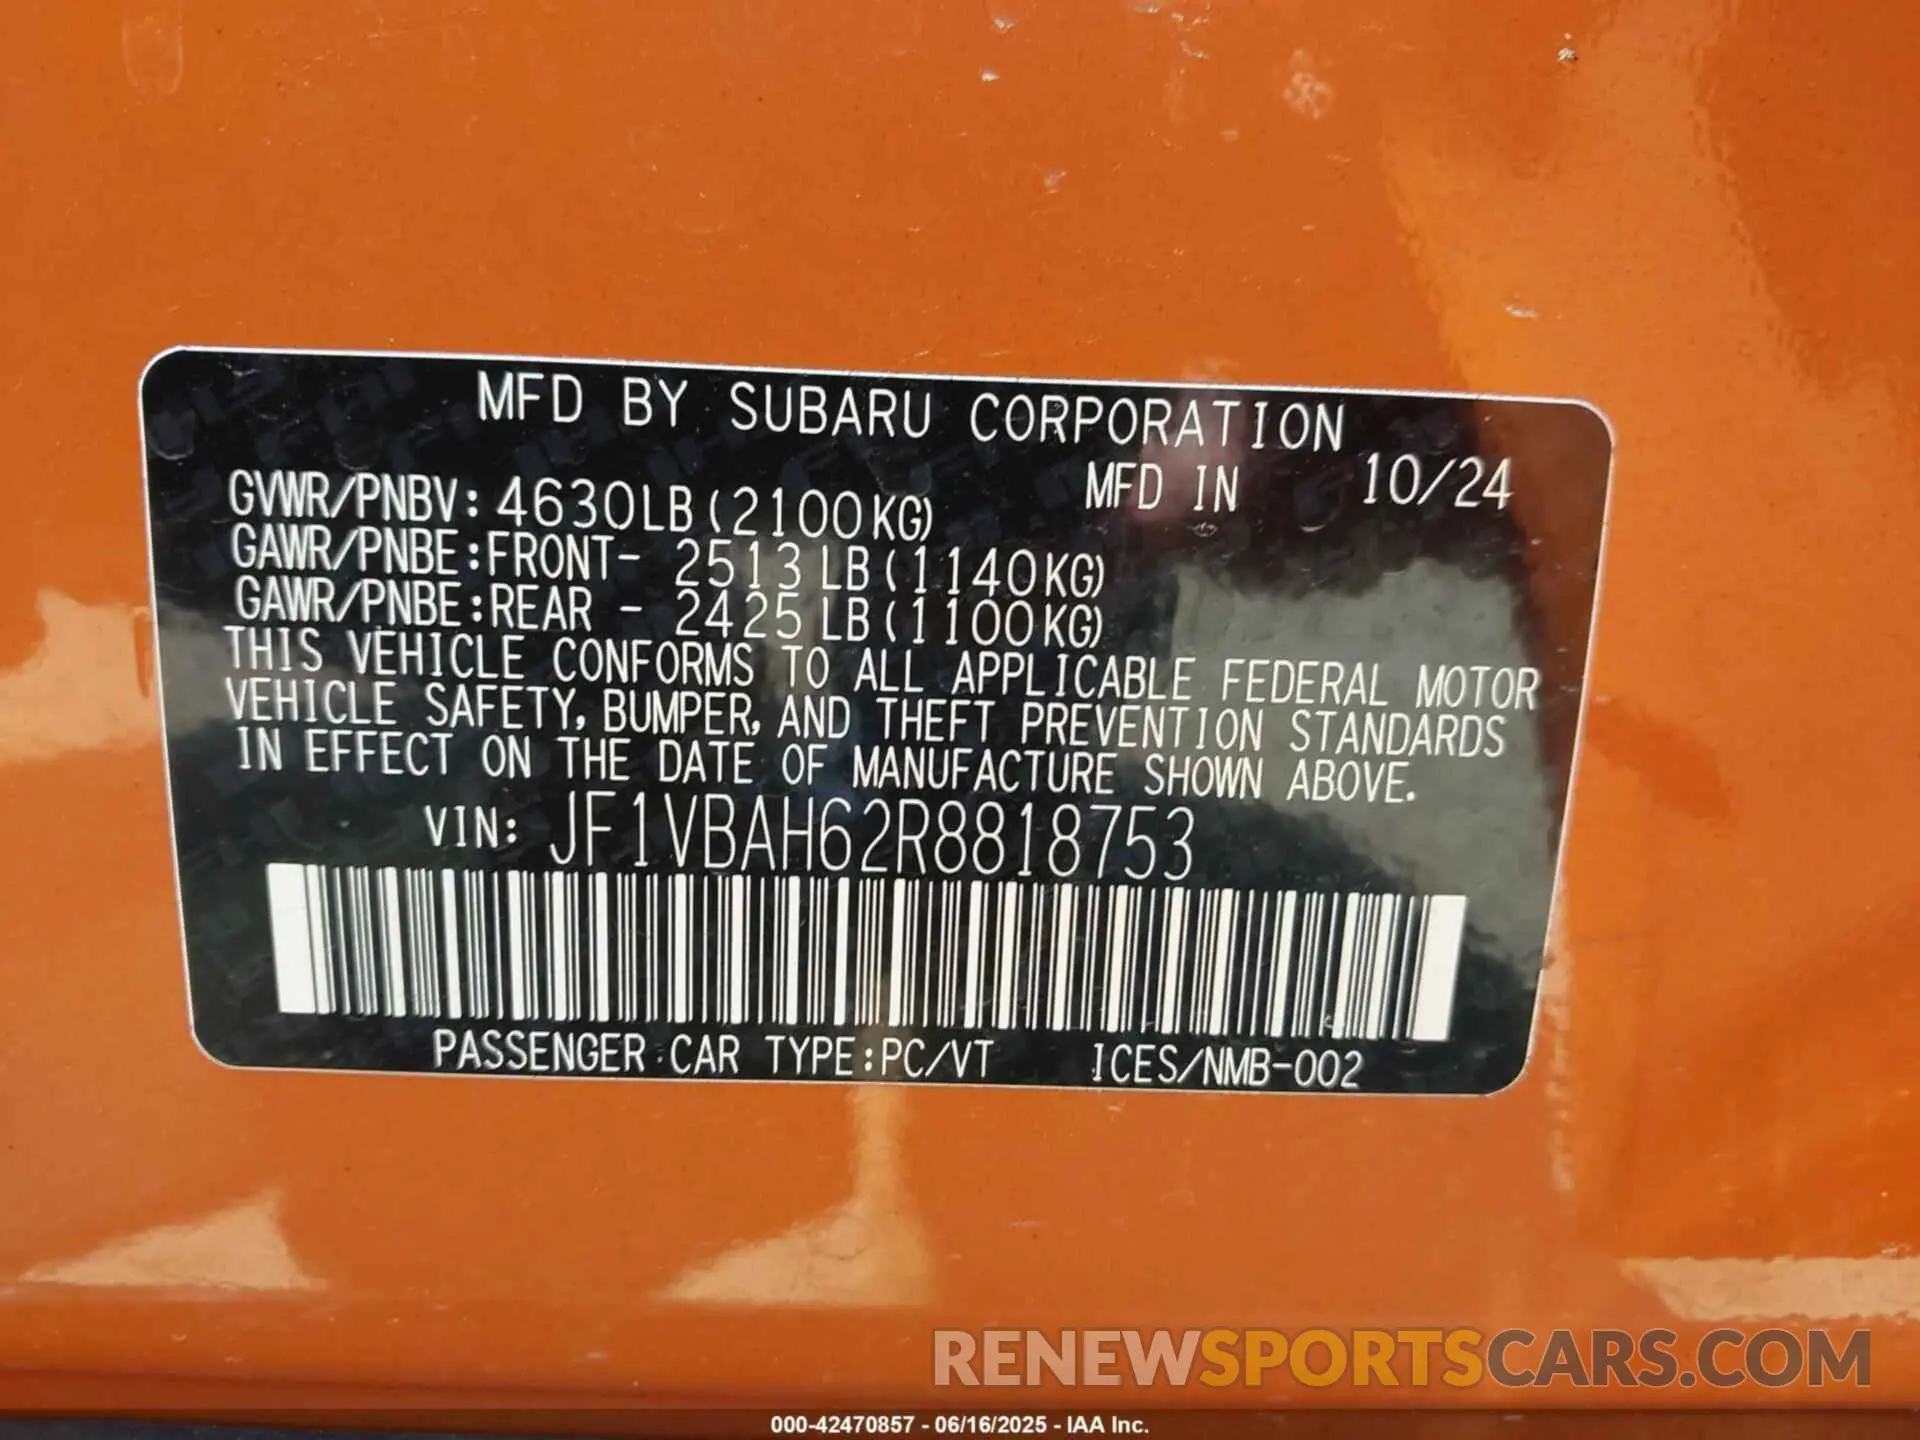 MFD BY SUBARU CORPORATION
MFD IN 10/24
GVWR/PNBV: 4630LB (2100KG)
GAWR/PNBE:FRONT- 2513LB (1140KG)
GAWR/PNBE:REAR - 2425LB (1100KG)
THIS VEHICLE CONFORMS TO ALL APPLICABLE FEDERAL MOTOR
VEHICLE SAFETY, BUMPER, AND THEFT PREVENTION STANDARDS
IN EFFECT ON THE DATE OF MANUFACTURE SHOWN ABOVE.
VIN: JF1VBAH62R8818753
PASSENGER CAR TYPE:PC/VT ICES/NMB-002
RENEWSPORTSCARS.COM
000-42470857 - 06/16/2025 - IAA Inc.